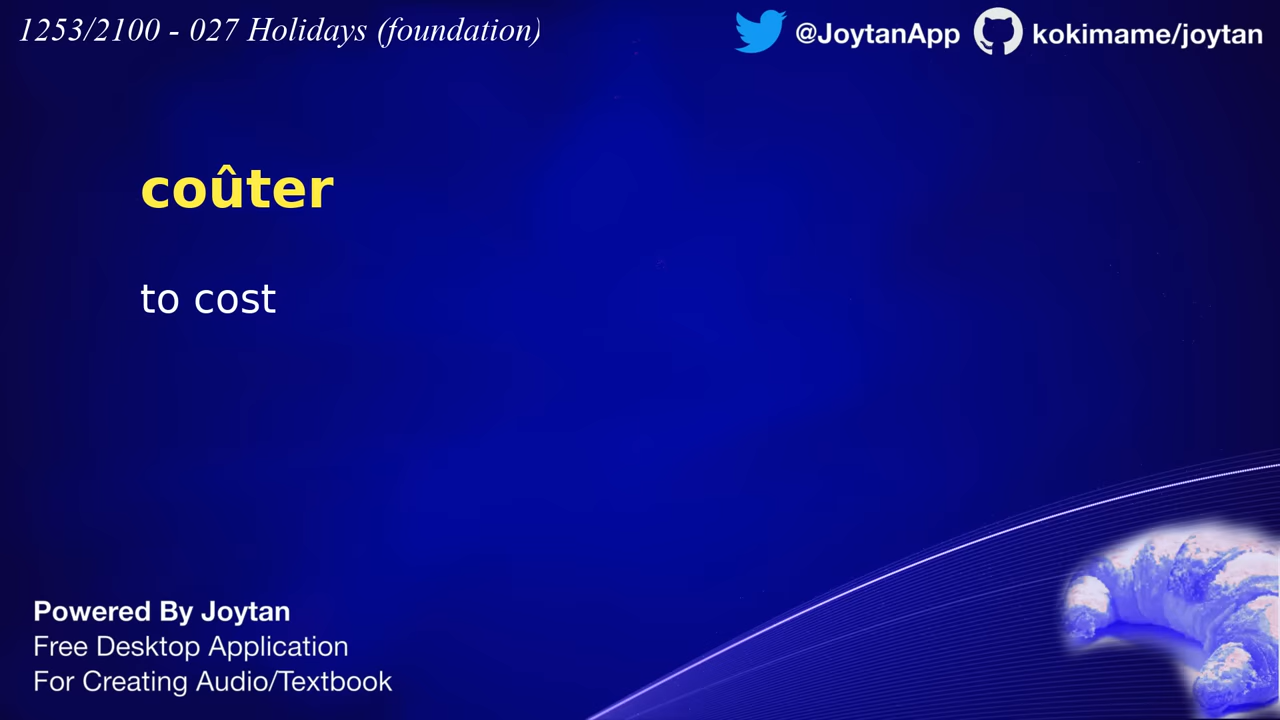 1253/2100 - 027 Holidays (foundation)
@JoytanApp kokimame/joytan
coûter
to cost
Powered By Joytan
Free Desktop Application
For Creating Audio/Textbook